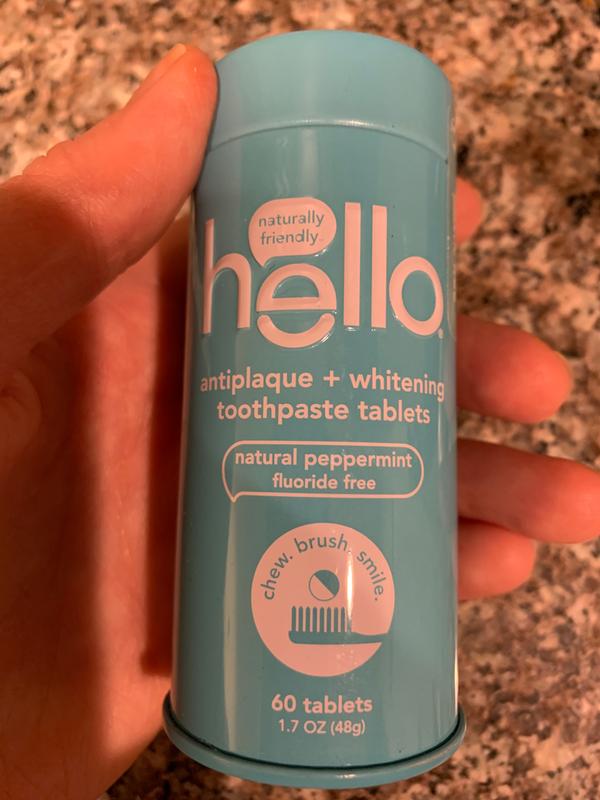 naturally
friendly™
hello®
antiplaque + whitening
toothpaste tablets
natural peppermint
fluoride free
chew. brush. smile.
60 tablets
1.7 OZ (48g)